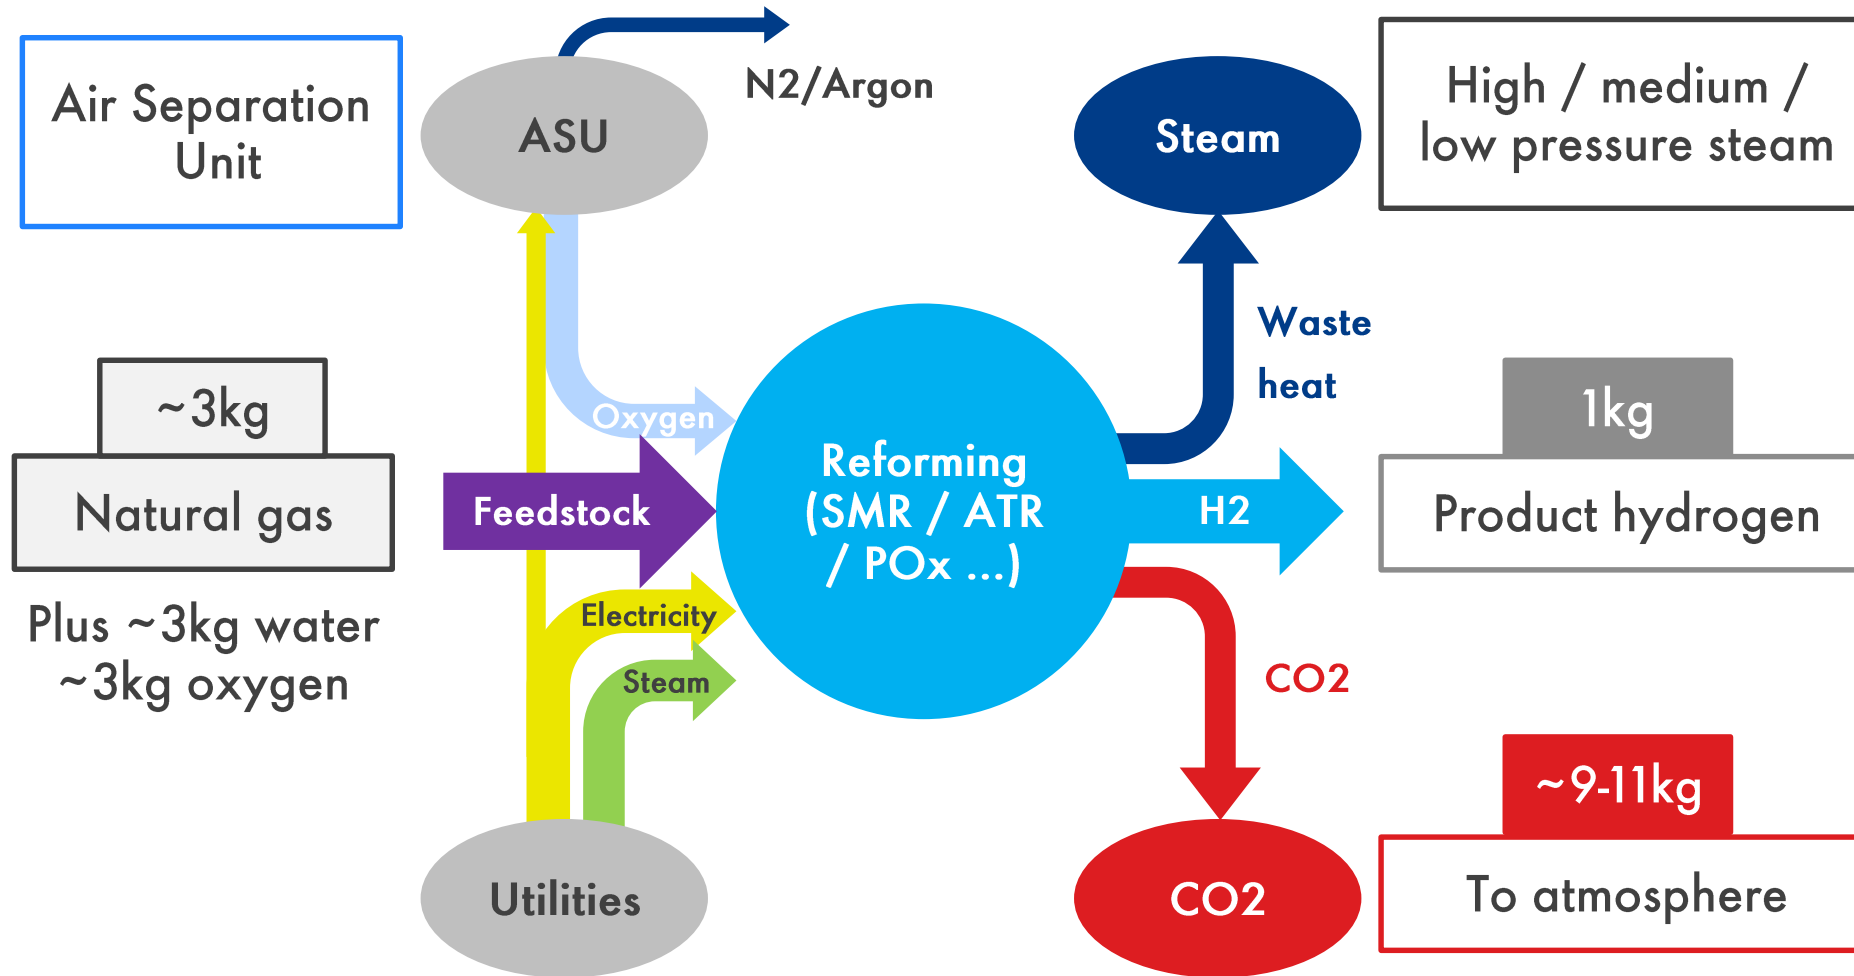 Air Separation
Unit
ASU
N2/Argon
Steam
High / medium /
low pressure steam
Waste
heat
Oxygen
~3kg
Natural gas
Plus ~3kg water
~3kg oxygen
Feedstock
Reforming
(SMR / ATR
/ POx ...)
H2
1kg
Product hydrogen
Electricity
Steam
CO2
Utilities
CO2
~9-11kg
To atmosphere